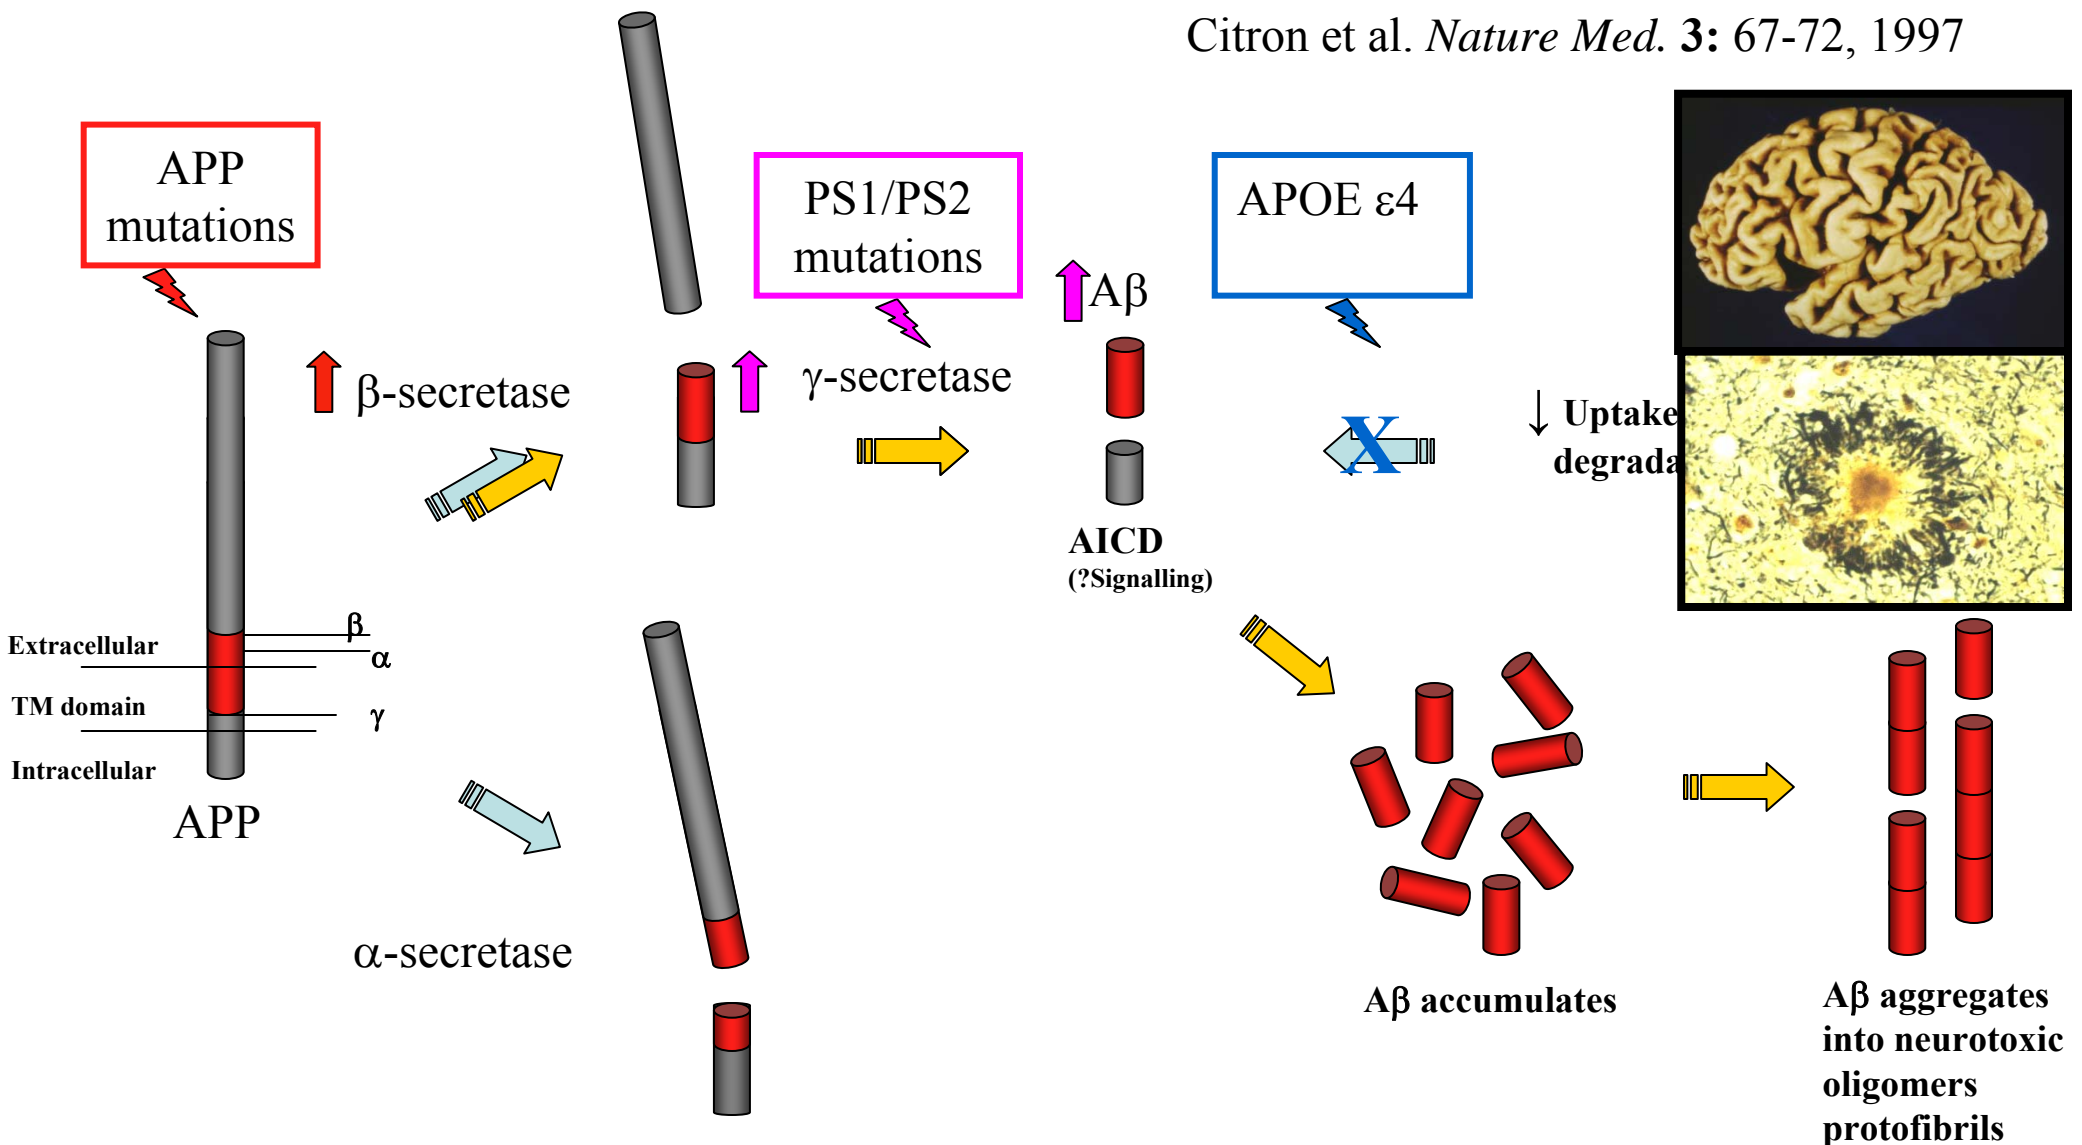 Citron et al. Nature Med. 3: 67-72, 1997
APP
mutations
PS1/PS2
mutations
APOE ε4
Aβ
β-secretase
γ-secretase
↓ Uptake
degrada
AICD
(?Signalling)
β
Extracellular
α
TM domain
γ
Intracellular
APP
α-secretase
X
Aβ accumulates
Aβ aggregates
into neurotoxic
oligomers
protofibrils